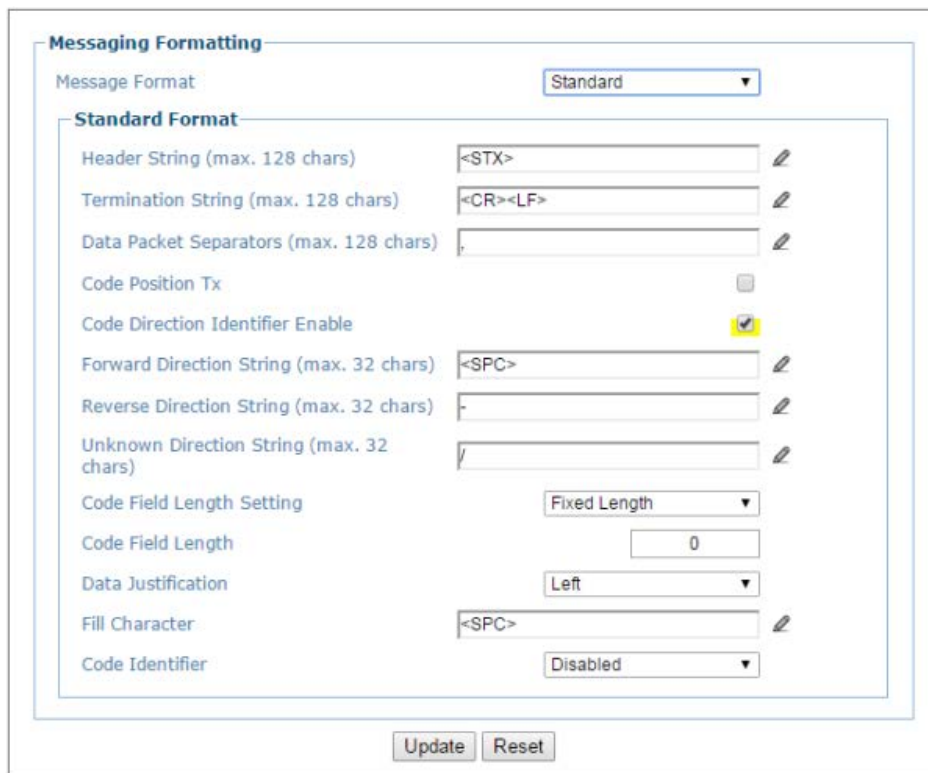 Messaging Formatting
Message Format Standard
Standard Format
Header String (max. 128 chars) <STX>
Termination String (max. 128 chars) <CR><LF>
Data Packet Separators (max. 128 chars) ,
Code Position Tx
Code Direction Identifier Enable
Forward Direction String (max. 32 chars) <SPC>
Reverse Direction String (max. 32 chars) -
Unknown Direction String (max. 32
chars) /
Code Field Length Setting Fixed Length
Code Field Length 0
Data Justification Left
Fill Character <SPC>
Code Identifier Disabled
Update Reset